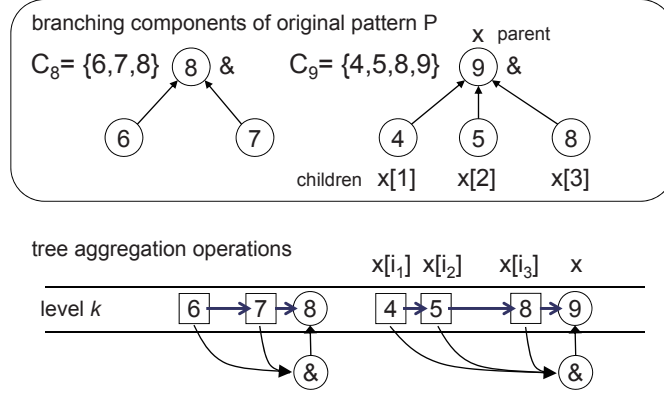 branching components of original pattern P
x parent
C8= {6,7,8} 8 & C9= {4,5,8,9} 9 &
6 7 4 5 8
children x[1] x[2] x[3]
tree aggregation operations
x[i1] x[i2] x[i3] x
level k 6 7 8 4 5 8 9
& &